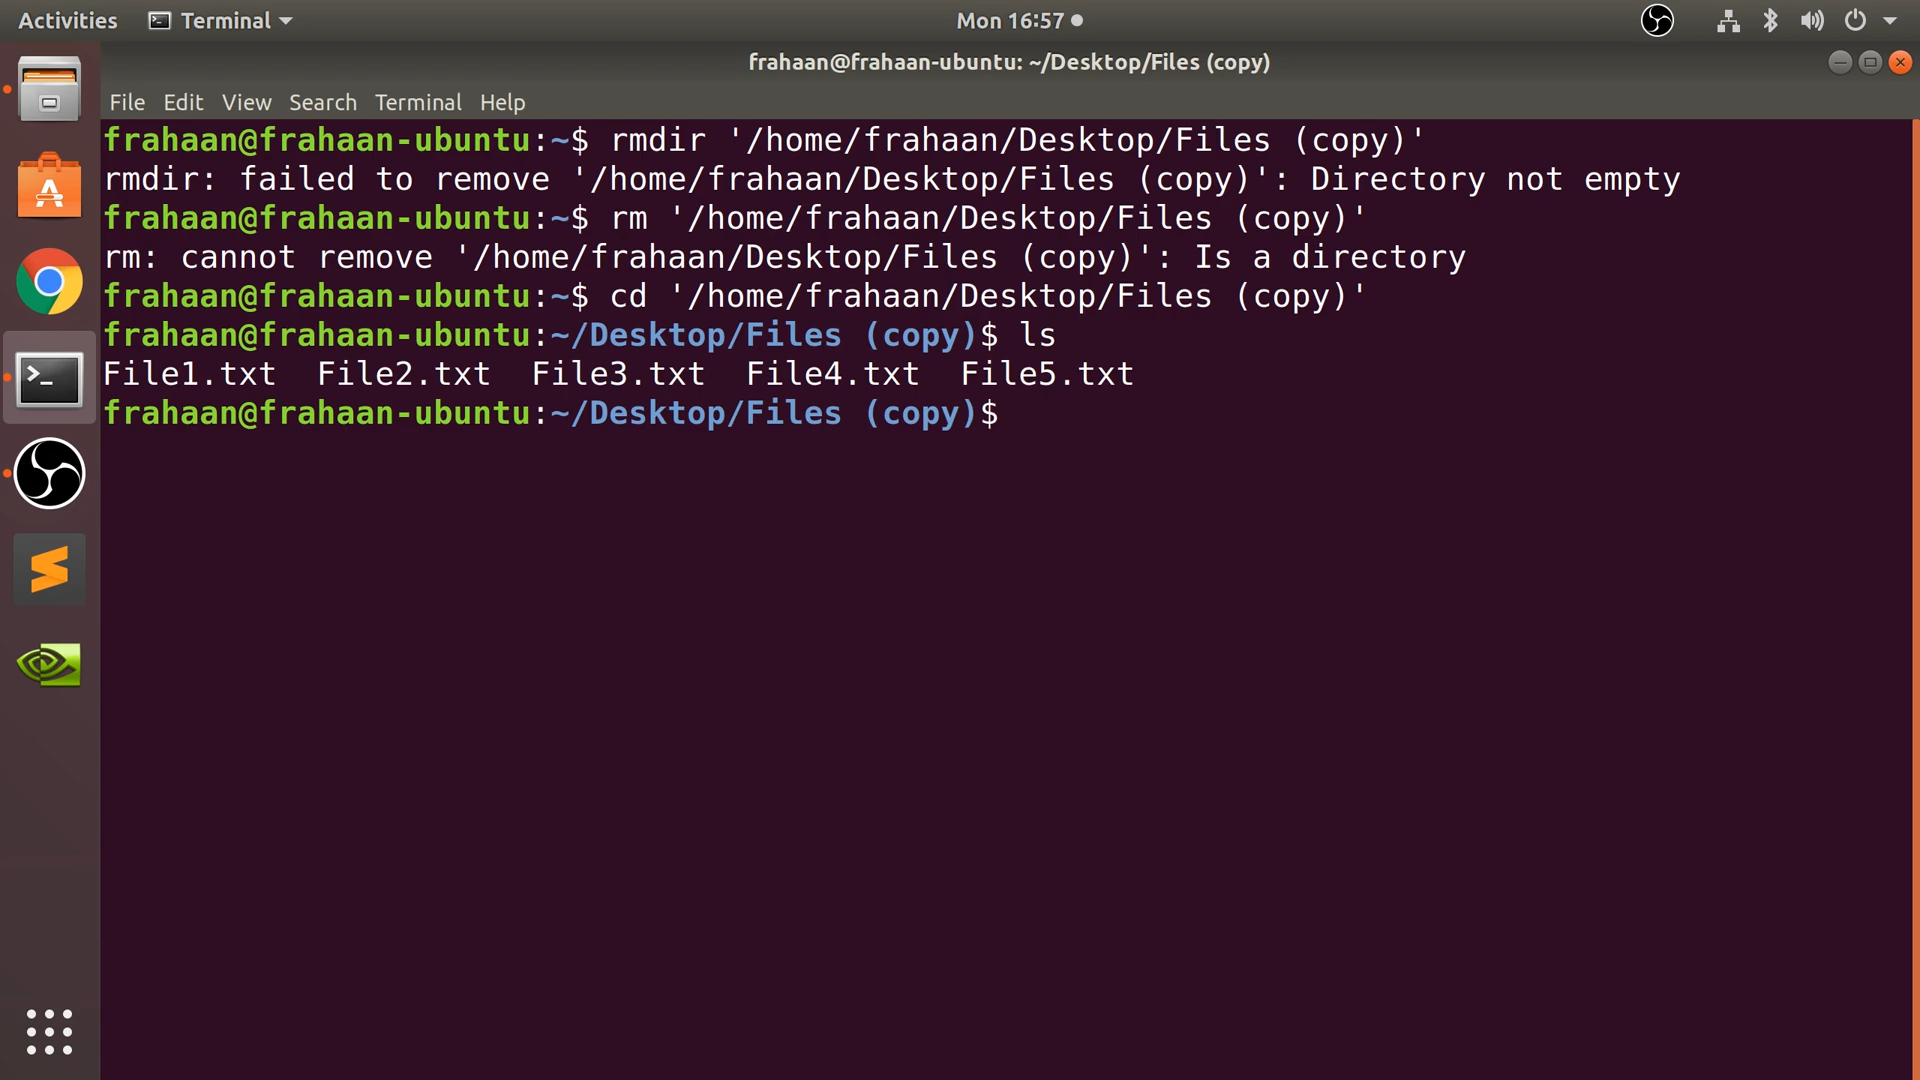 Activities Terminal Mon 16:57
frahaan@frahaan-ubuntu: ~/Desktop/Files (copy)
File Edit View Search Terminal Help
frahaan@frahaan-ubuntu:~$ rmdir '/home/frahaan/Desktop/Files (copy)'
rmdir: failed to remove '/home/frahaan/Desktop/Files (copy)': Directory not empty
frahaan@frahaan-ubuntu:~$ rm '/home/frahaan/Desktop/Files (copy)'
rm: cannot remove '/home/frahaan/Desktop/Files (copy)': Is a directory
frahaan@frahaan-ubuntu:~$ cd '/home/frahaan/Desktop/Files (copy)'
frahaan@frahaan-ubuntu:~/Desktop/Files (copy)$ ls
File1.txt  File2.txt  File3.txt  File4.txt  File5.txt
frahaan@frahaan-ubuntu:~/Desktop/Files (copy)$